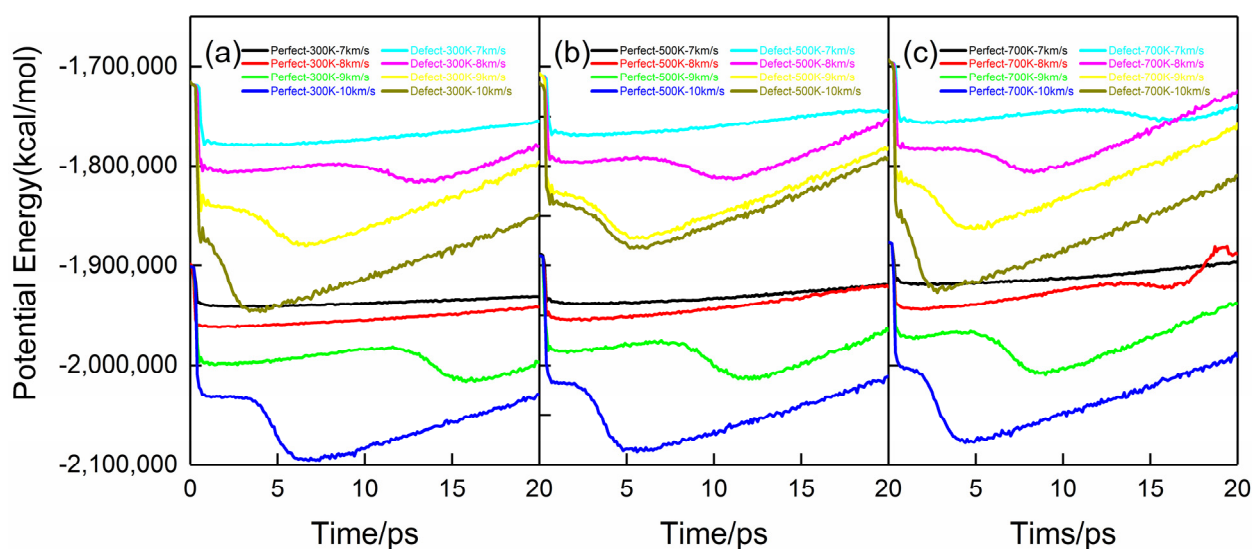 (a)
Perfect-300K-7km/s Defect-300K-7km/s
Perfect-300K-8km/s Defect-300K-8km/s
Perfect-300K-9km/s Defect-300K-9km/s
Perfect-300K-10km/s Defect-300K-10km/s
(b)
Perfect-500K-7km/s Defect-500K-7km/s
Perfect-500K-8km/s Defect-500K-8km/s
Perfect-500K-9km/s Defect-500K-9km/s
Perfect-500K-10km/s Defect-500K-10km/s
(c)
Perfect-700K-7km/s Defect-700K-7km/s
Perfect-700K-8km/s Defect-700K-8km/s
Perfect-700K-9km/s Defect-700K-9km/s
Perfect-700K-10km/s Defect-700K-10km/s
Potential Energy(kcal/mol)
-1,700,000
-1,800,000
-1,900,000
-2,000,000
-2,100,000
0 5 10 15 20 5 10 15 20 5 10 15 20
Time/ps Time/ps Tims/ps